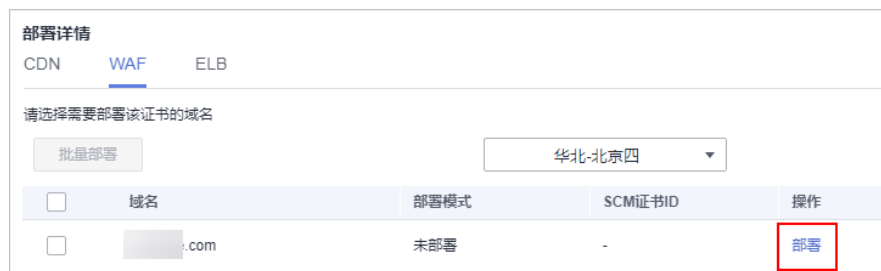 部署详情
CDN WAF ELB
请选择需要部署该证书的域名
批量部署 华北-北京四
域名 部署模式 SCM证书ID 操作
.com 未部署 - 部署